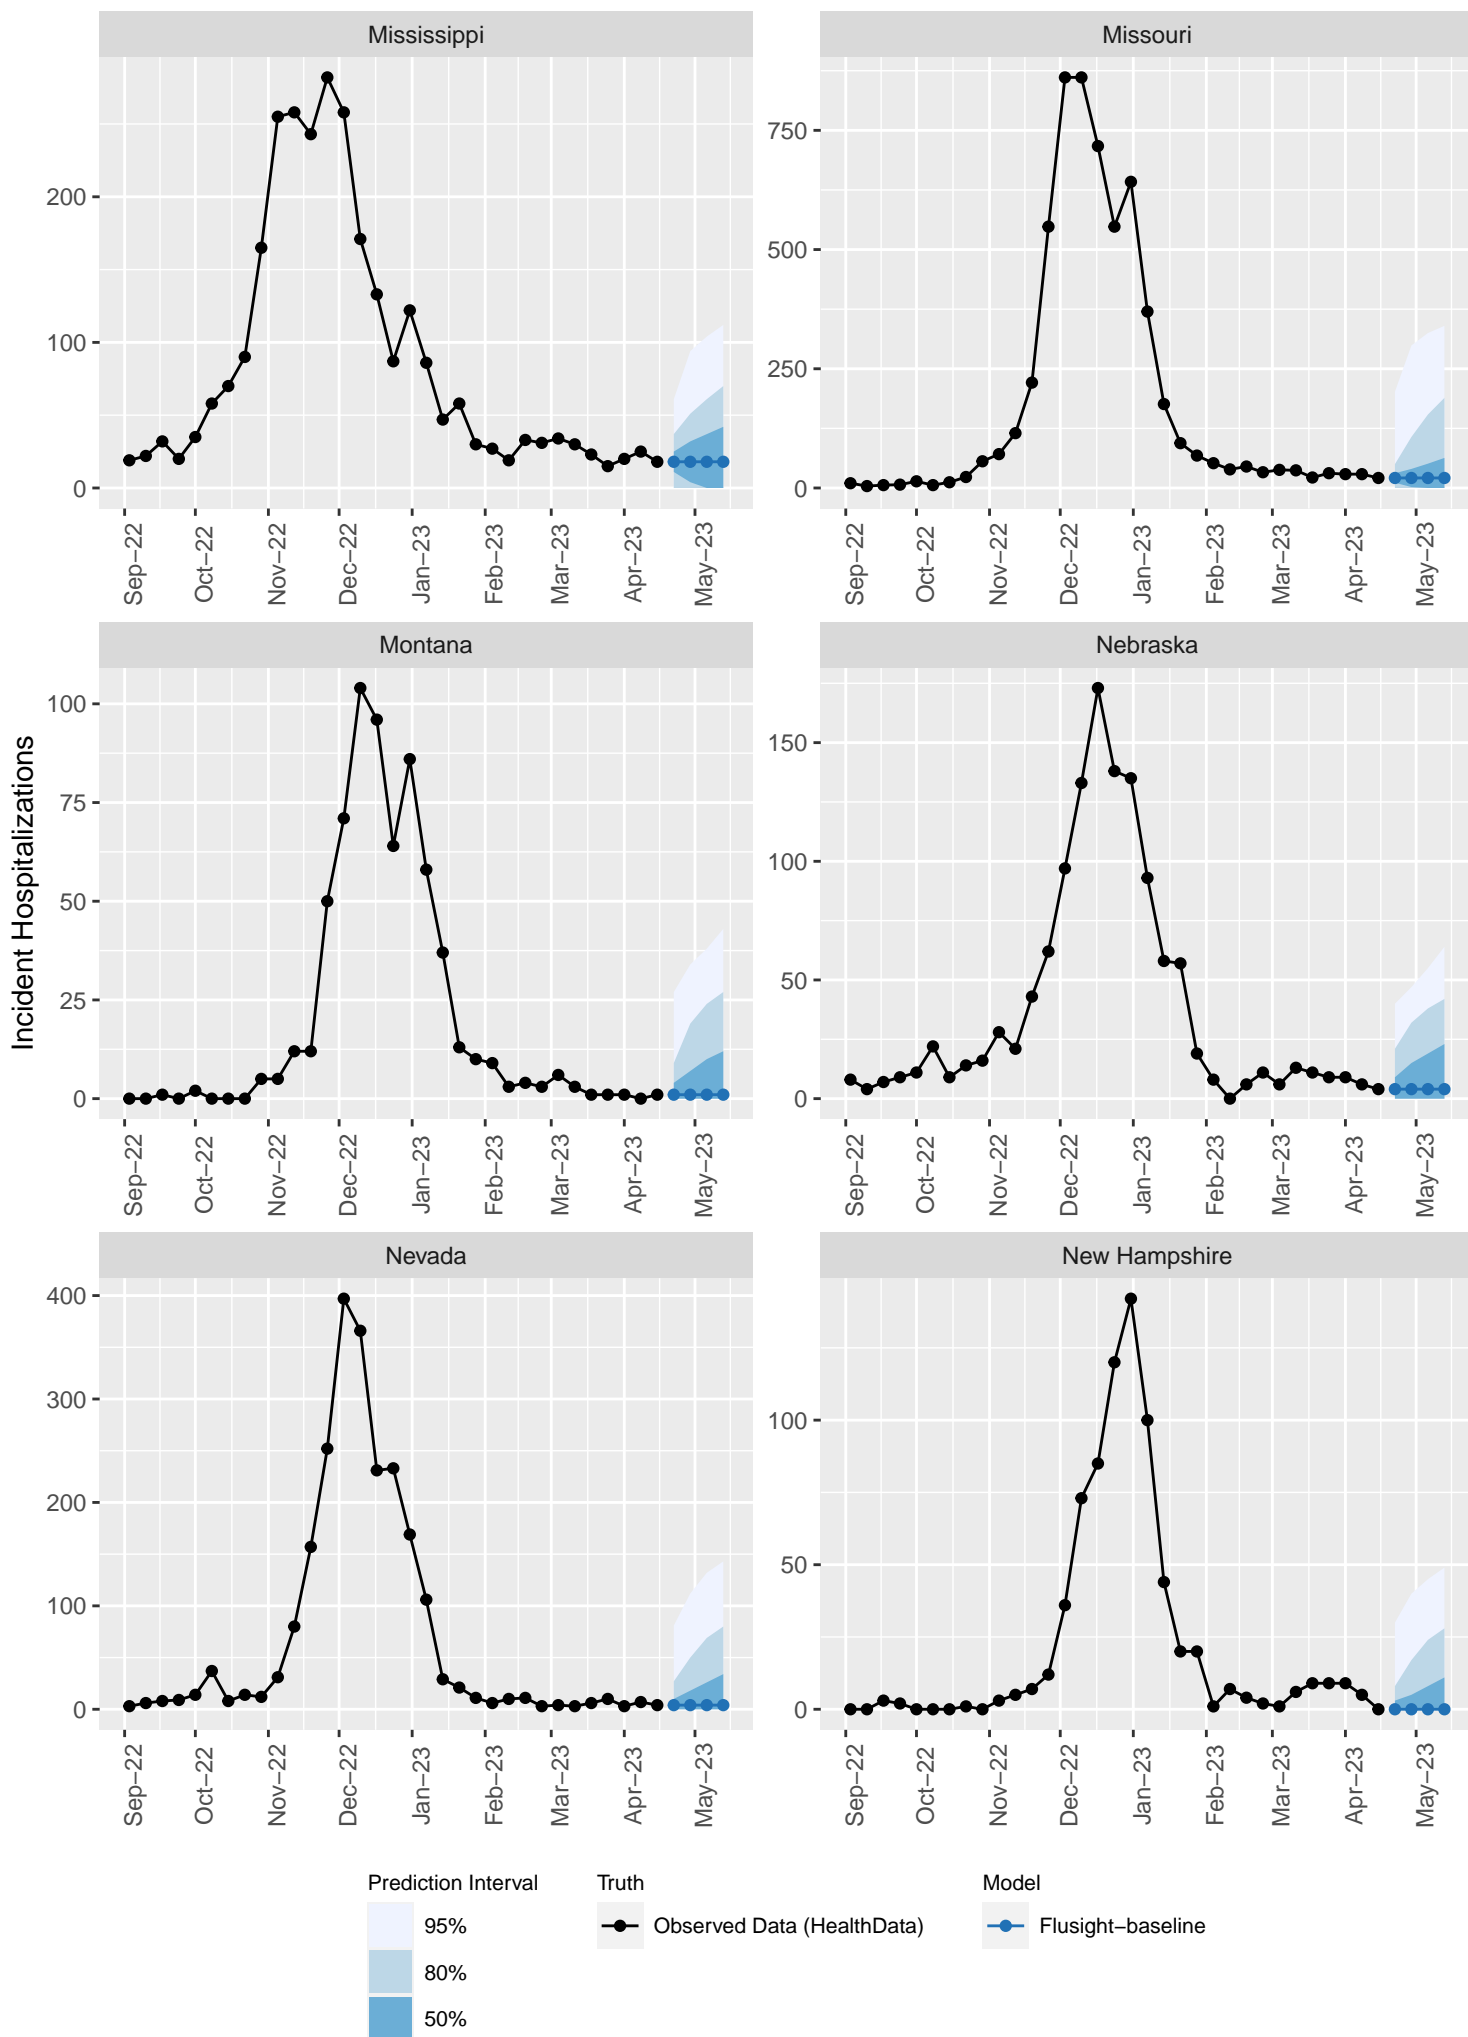 Mississippi
Missouri
200
100
0
750
500
250
0
Sep−22
Oct−22
Nov−22
Dec−22
Jan−23
Feb−23
Mar−23
Apr−23
May−23
Sep−22
Oct−22
Nov−22
Dec−22
Jan−23
Feb−23
Mar−23
Apr−23
May−23
Incident Hospitalizations
Montana
Nebraska
100
75
50
25
0
150
100
50
0
Sep−22
Oct−22
Nov−22
Dec−22
Jan−23
Feb−23
Mar−23
Apr−23
May−23
Sep−22
Oct−22
Nov−22
Dec−22
Jan−23
Feb−23
Mar−23
Apr−23
May−23
Nevada
New Hampshire
400
300
200
100
0
100
50
0
Sep−22
Oct−22
Nov−22
Dec−22
Jan−23
Feb−23
Mar−23
Apr−23
May−23
Sep−22
Oct−22
Nov−22
Dec−22
Jan−23
Feb−23
Mar−23
Apr−23
May−23
Prediction Interval
95%
80%
50%
Truth
Observed Data (HealthData)
Model
Flusight−baseline